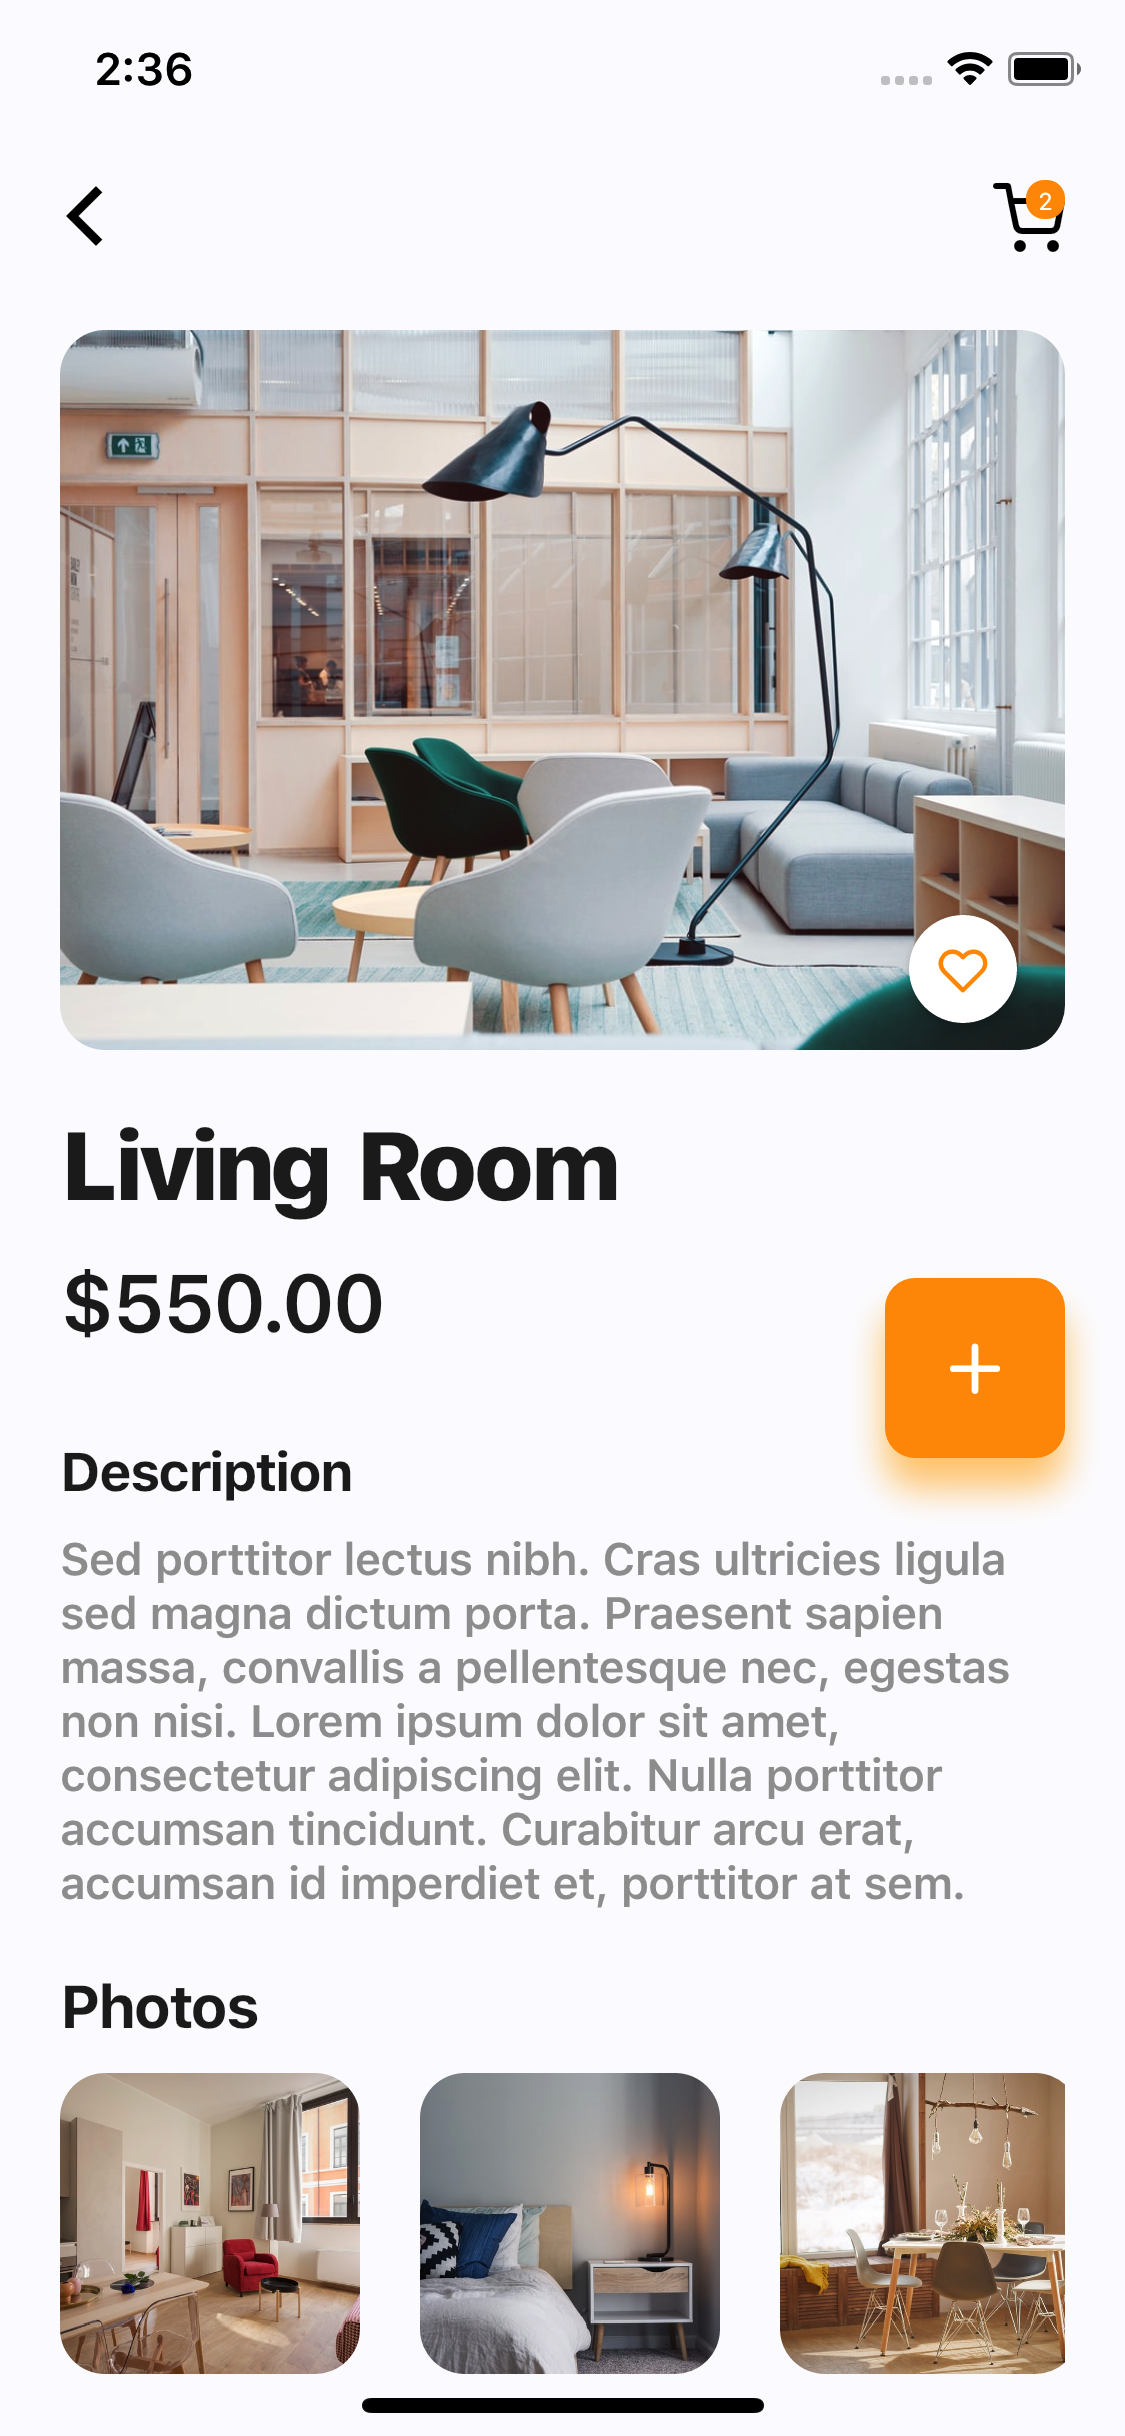 2:36
2
Living Room
$550.00
Description
Sed porttitor lectus nibh. Cras ultricies ligula
sed magna dictum porta. Praesent sapien
massa, convallis a pellentesque nec, egestas
non nisi. Lorem ipsum dolor sit amet,
consectetur adipiscing elit. Nulla porttitor
accumsan tincidunt. Curabitur arcu erat,
accumsan id imperdiet et, porttitor at sem.
Photos